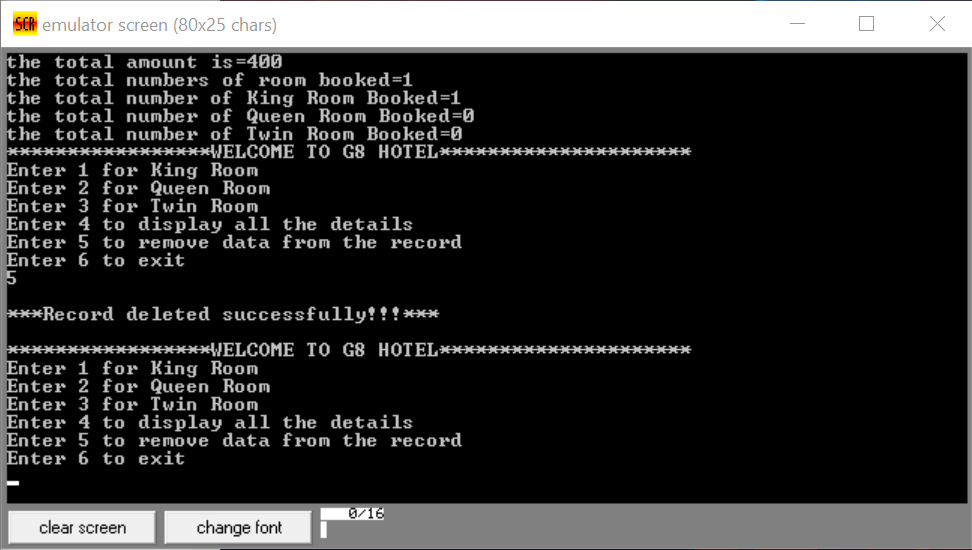 SCR emulator screen (80x25 chars)
the total amount is=400
the total numbers of room booked=1
the total number of King Room Booked=1
the total number of Queen Room Booked=0
the total number of Twin Room Booked=0
*****************WELCOME TO G8 HOTEL*********************
Enter 1 for King Room
Enter 2 for Queen Room
Enter 3 for Twin Room
Enter 4 to display all the details
Enter 5 to remove data from the record
Enter 6 to exit
5
***Record deleted successfully!!!***
*****************WELCOME TO G8 HOTEL*********************
Enter 1 for King Room
Enter 2 for Queen Room
Enter 3 for Twin Room
Enter 4 to display all the details
Enter 5 to remove data from the record
Enter 6 to exit
clear screen change font 0/16